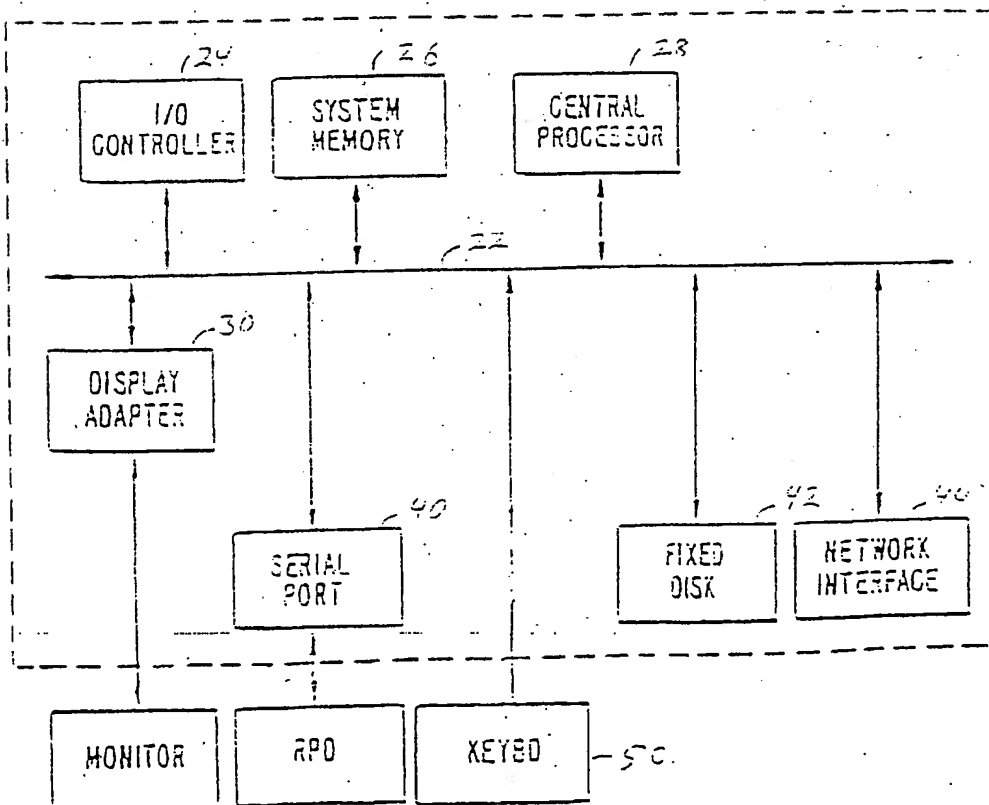 24
I/O
CONTROLLER
26
SYSTEM
MEMORY
28
CENTRAL
PROCESSOR
22
30
DISPLAY
ADAPTER
40
SERIAL
PORT
42
FIXED
DISK
NETWORK
INTERFACE
MONITOR
RPD
KEYBD
50